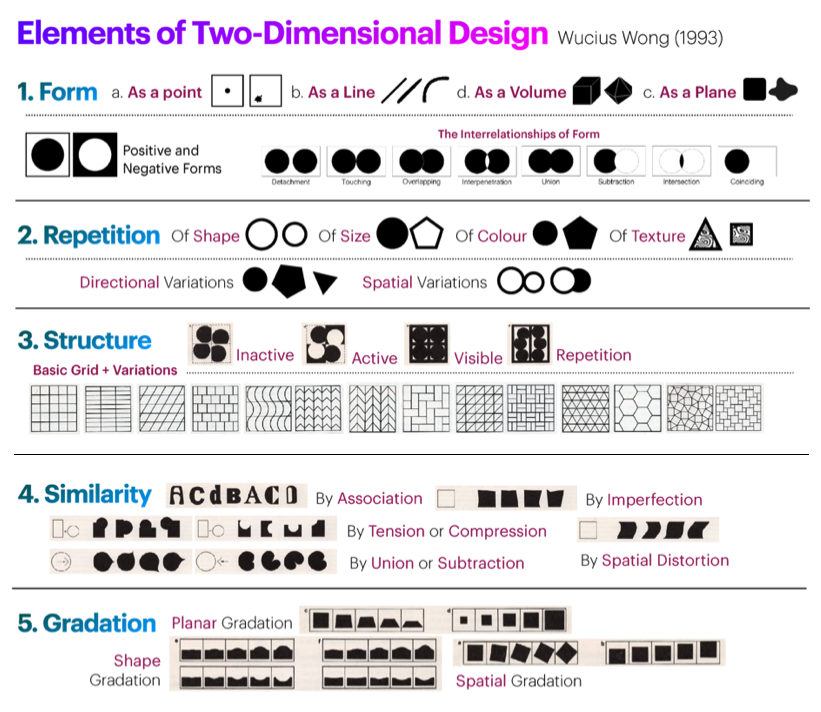 Elements of Two-Dimensional Design Wucius Wong (1993)
1. Form a. As a point b. As a Line d. As a Volume c. As a Plane
The Interrelationships of Form
Positive and
Negative Forms
Detachment Touching Overlapping Interpenetration Union Subtraction Intersection Coinciding
2. Repetition Of Shape Of Size Of Colour Of Texture
Directional Variations Spatial Variations
3. Structure Inactive Active Visible Repetition
Basic Grid + Variations
4. Similarity ACdBACD By Association By Imperfection
By Tension or Compression
By Union or Subtraction By Spatial Distortion
5. Gradation Planar Gradation
Shape
Gradation
Spatial Gradation